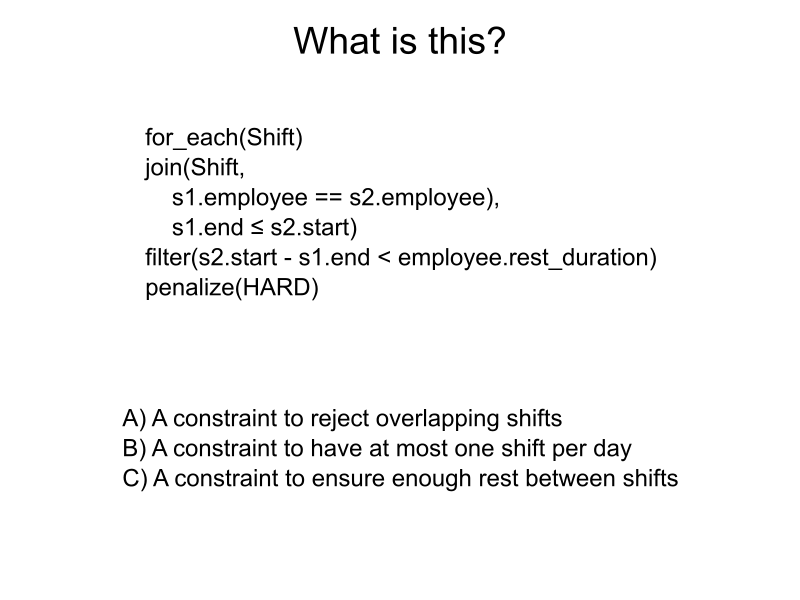 What is this?
for_each(Shift)
join(Shift,
s1.employee == s2.employee),
s1.end ≤ s2.start)
filter(s2.start - s1.end < employee.rest_duration)
penalize(HARD)
A) A constraint to reject overlapping shifts
B) A constraint to have at most one shift per day
C) A constraint to ensure enough rest between shifts